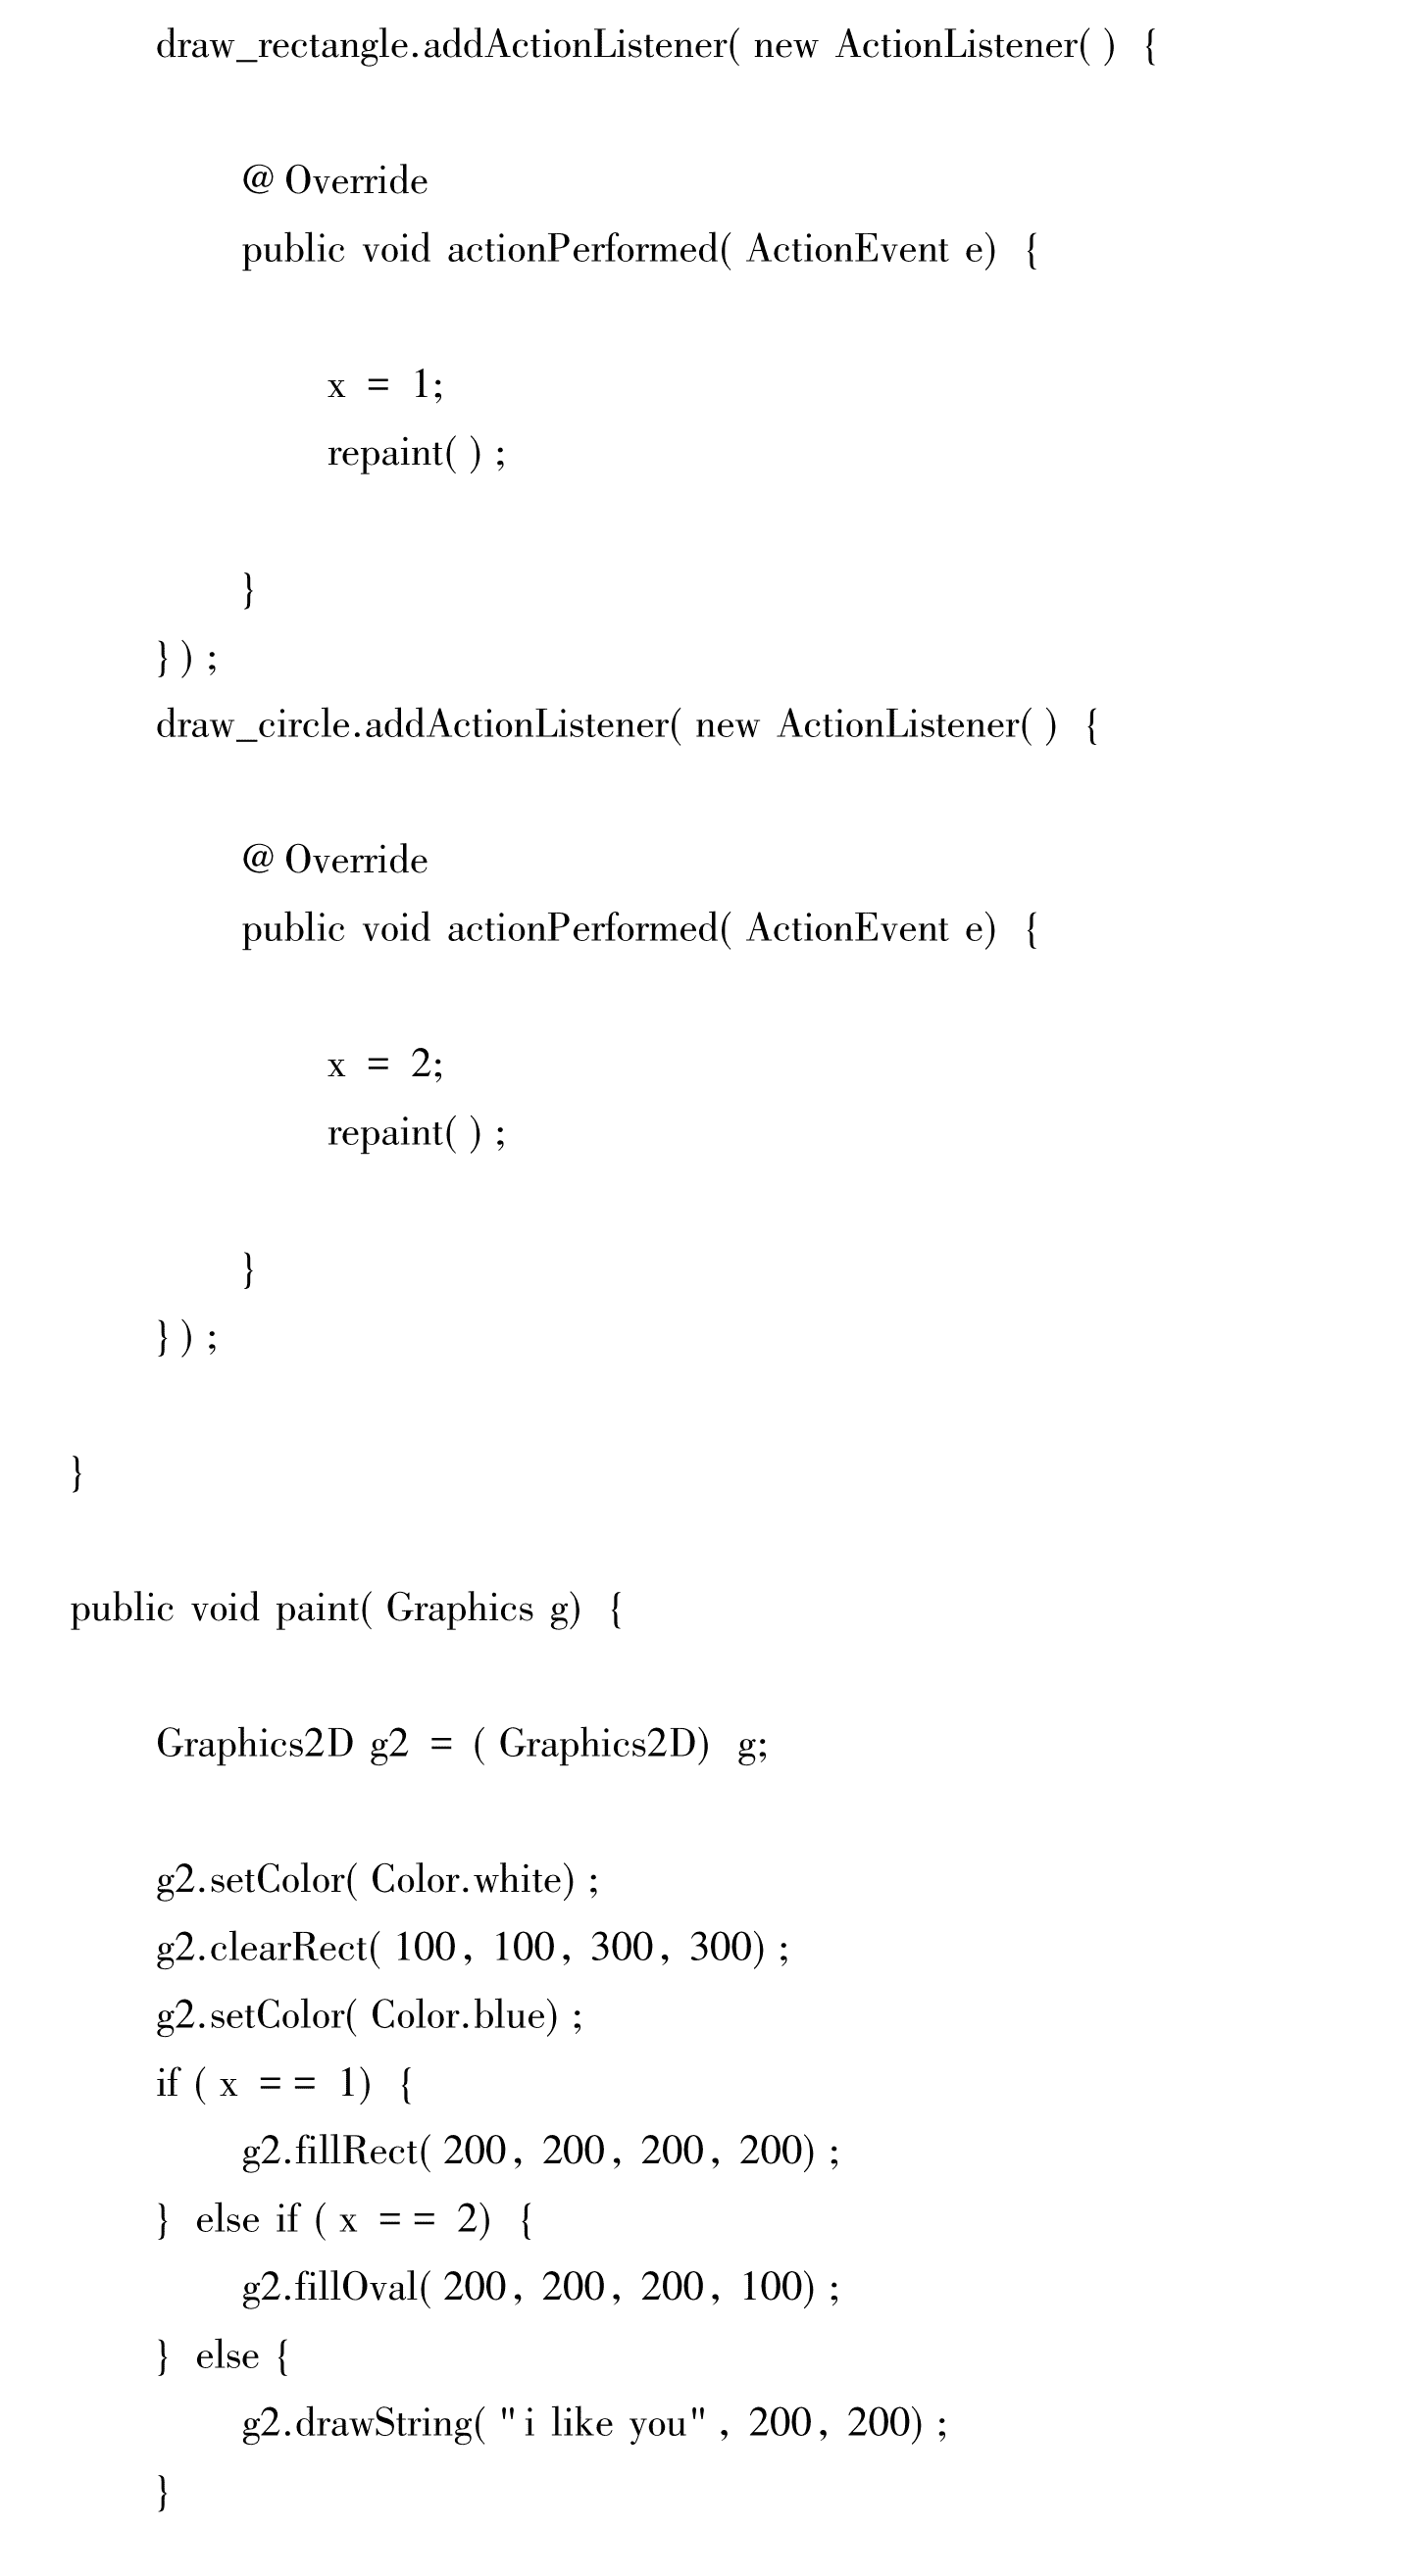 draw_rectangle.addActionListener( new ActionListener( ) {
@ Override
public void actionPerformed( ActionEvent e) {
x = 1;
repaint( ) ;
}
} ) ;
draw_circle.addActionListener( new ActionListener( ) {
@ Override
public void actionPerformed( ActionEvent e) {
x = 2;
repaint( ) ;
}
} ) ;
}
public void paint( Graphics g) {
Graphics2D g2 = ( Graphics2D) g;
g2.setColor( Color.white) ;
g2.clearRect( 100, 100, 300, 300) ;
g2.setColor( Color.blue) ;
if ( x == 1) {
g2.fillRect( 200, 200, 200, 200) ;
} else if ( x == 2) {
g2.fillOval( 200, 200, 200, 100) ;
} else {
g2.drawString( "i like you", 200, 200) ;
}